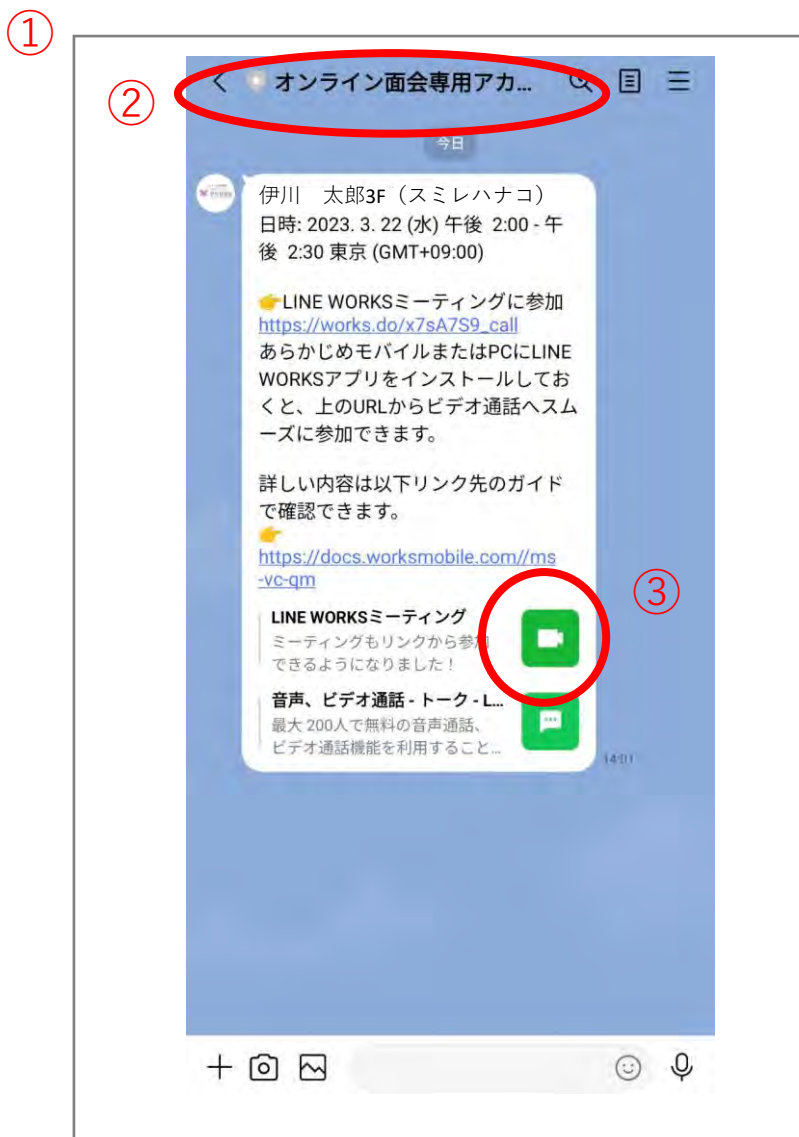 ①
②
オンライン面会専用アカ...
今日
伊川　太郎3F（スミレハナコ）
日時: 2023. 3. 22 (水) 午後 2:00 - 午
後 2:30 東京 (GMT+09:00)
👉LINE WORKSミーティングに参加
https://works.do/x7sA7S9_call
あらかじめモバイルまたはPCにLINE
WORKSアプリをインストールしてお
くと、上のURLからビデオ通話へスム
ーズに参加できます。
詳しい内容は以下リンク先のガイド
で確認できます。
👉
https://docs.worksmobile.com//ms
-vc-qm
③
LINE WORKSミーティング
ミーティングもリンクから参加
できるようになりました！
音声、ビデオ通話 - トーク - L...
最大 200人で無料の音声通話、
ビデオ通話機能を利用すること...
14:01